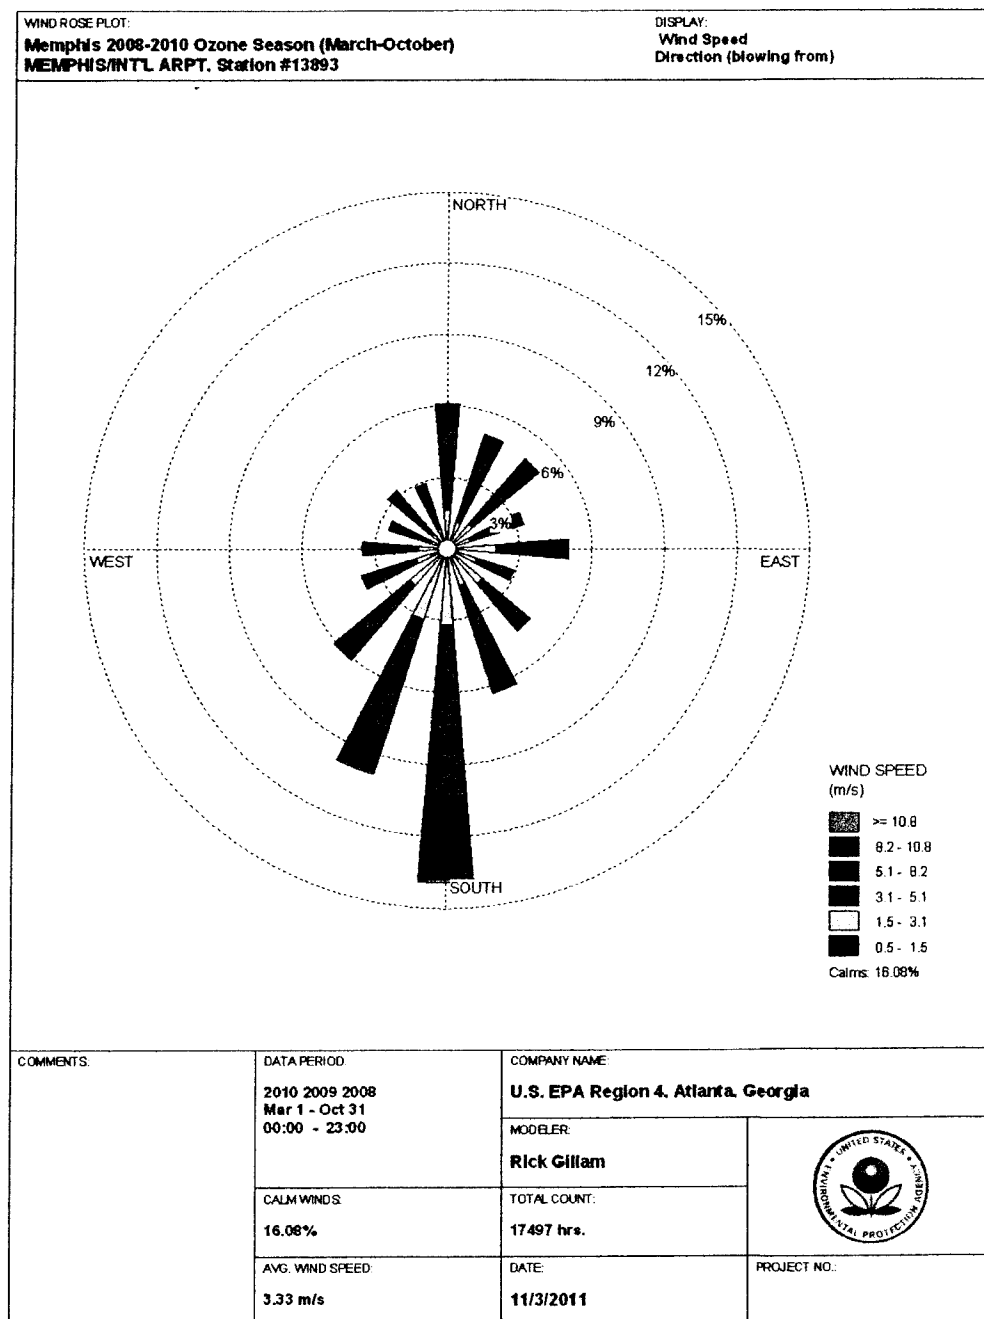 WIND ROSE PLOT:
Memphis 2008-2010 Ozone Season (March-October)
MEMPHIS/INT'L ARPT. Station #13893
DISPLAY:
Wind Speed
Direction (blowing from)
NORTH
15%
12%
9%
6%
3%
WEST
EAST
SOUTH
WIND SPEED
(m/s)
>= 10.8
8.2 - 10.8
5.1 - 8.2
3.1 - 5.1
1.5 - 3.1
0.5 - 1.5
Calms: 16.08%
COMMENTS:
DATA PERIOD:
2010 2009 2008
Mar 1 - Oct 31
00:00 - 23:00
COMPANY NAME:
U.S. EPA Region 4, Atlanta, Georgia
MODELER:
Rick Gillam
CALM WINDS:
16.08%
TOTAL COUNT:
17497 hrs.
AVG. WIND SPEED:
3.33 m/s
DATE:
11/3/2011
PROJECT NO.:
UNITED STATES
ENVIRONMENTAL PROTECTION AGENCY